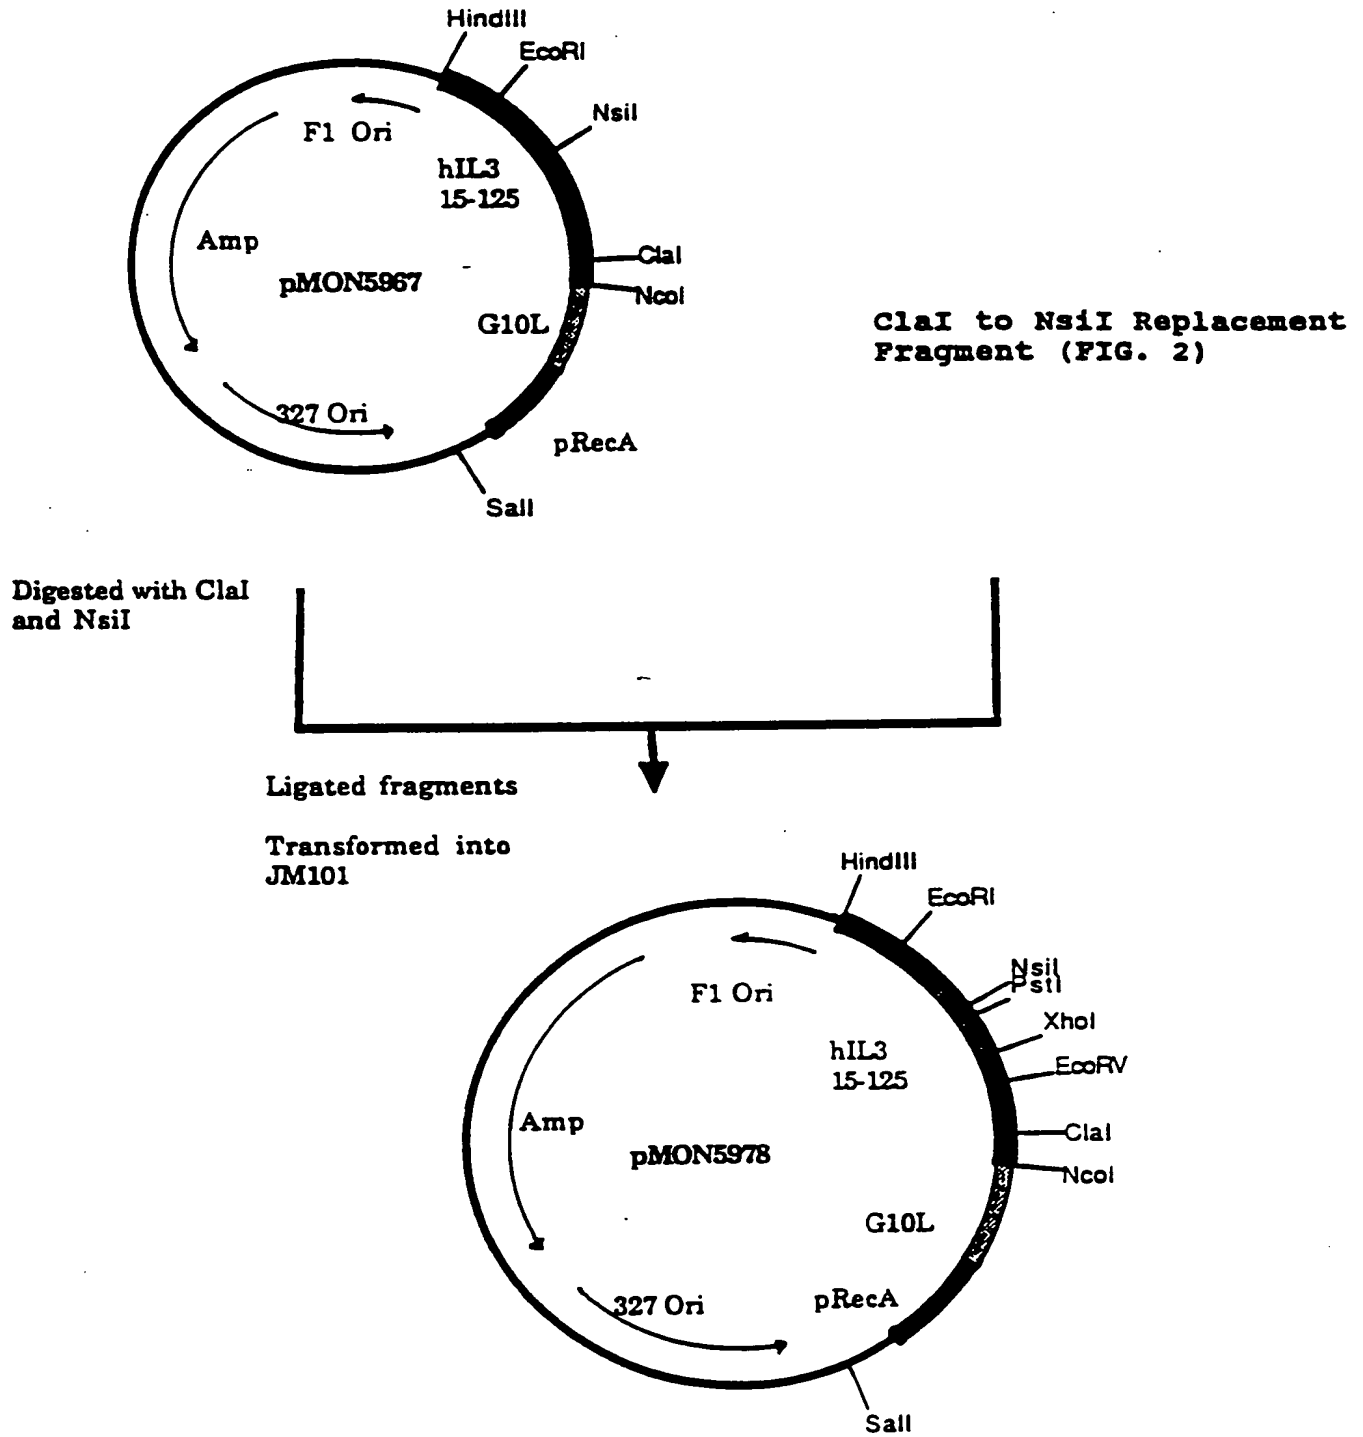 HindIII
EcoRI
NsiI
F1 Ori
hIL3
15-125
Amp
pMON5967
ClaI
NcoI
G10L
327 Ori
pRecA
SalI
ClaI to NsiI Replacement
Fragment (FIG. 2)
Digested with ClaI
and NsiI
Ligated fragments
Transformed into
JM101
HindIII
EcoRI
NsiI
PstI
XhoI
EcoRV
F1 Ori
hIL3
15-125
Amp
pMON5978
ClaI
NcoI
G10L
327 Ori
pRecA
SalI